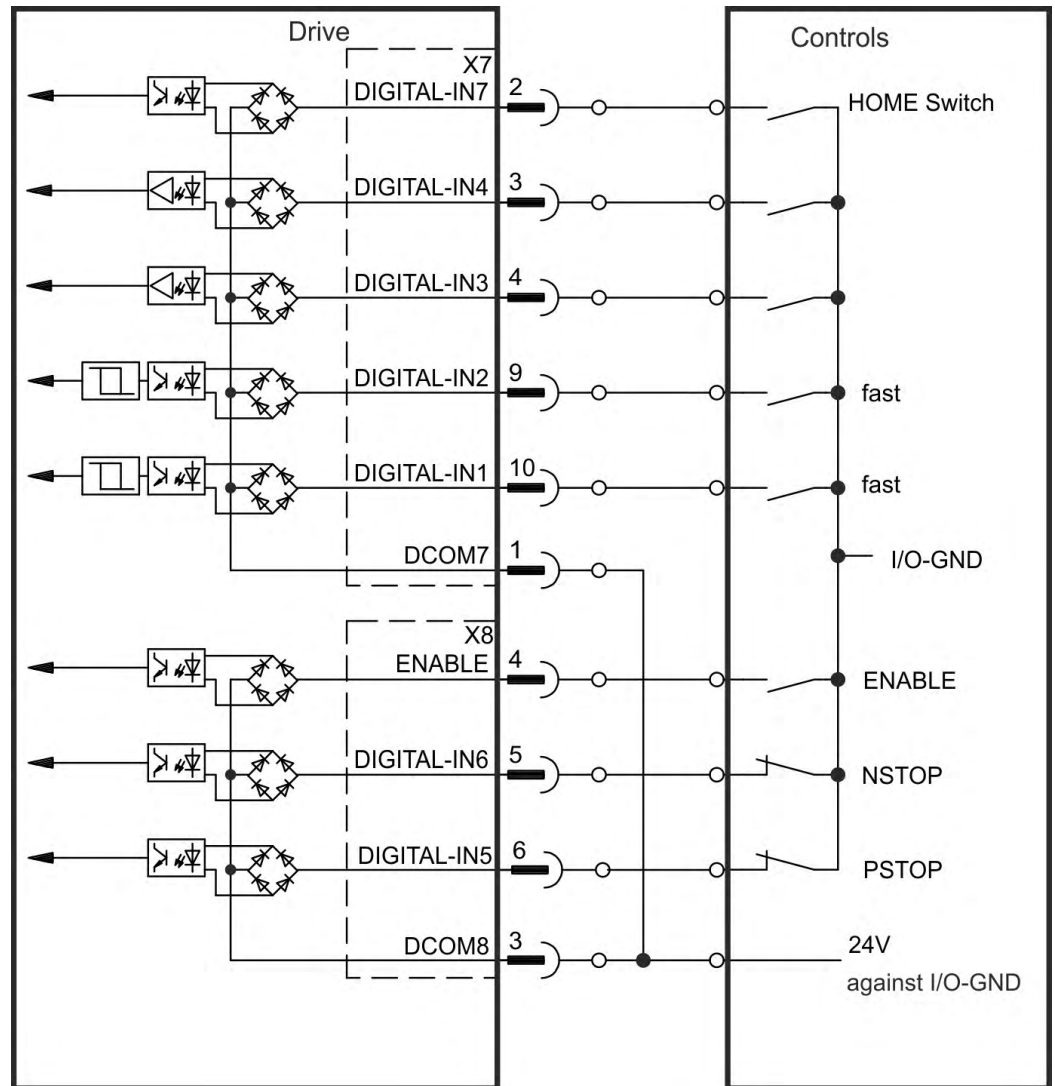 Drive
Controls
X7
DIGITAL-IN7 2 HOME Switch
DIGITAL-IN4 3
DIGITAL-IN3 4
DIGITAL-IN2 9 fast
DIGITAL-IN1 10 fast
DCOM7 1 I/O-GND
X8
ENABLE 4 ENABLE
DIGITAL-IN6 5 NSTOP
DIGITAL-IN5 6 PSTOP
DCOM8 3 24V
against I/O-GND